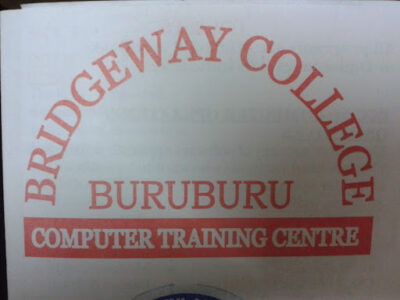 BRIDGEWAY COLLEGE
BURUBURU
COMPUTER TRAINING CENTRE